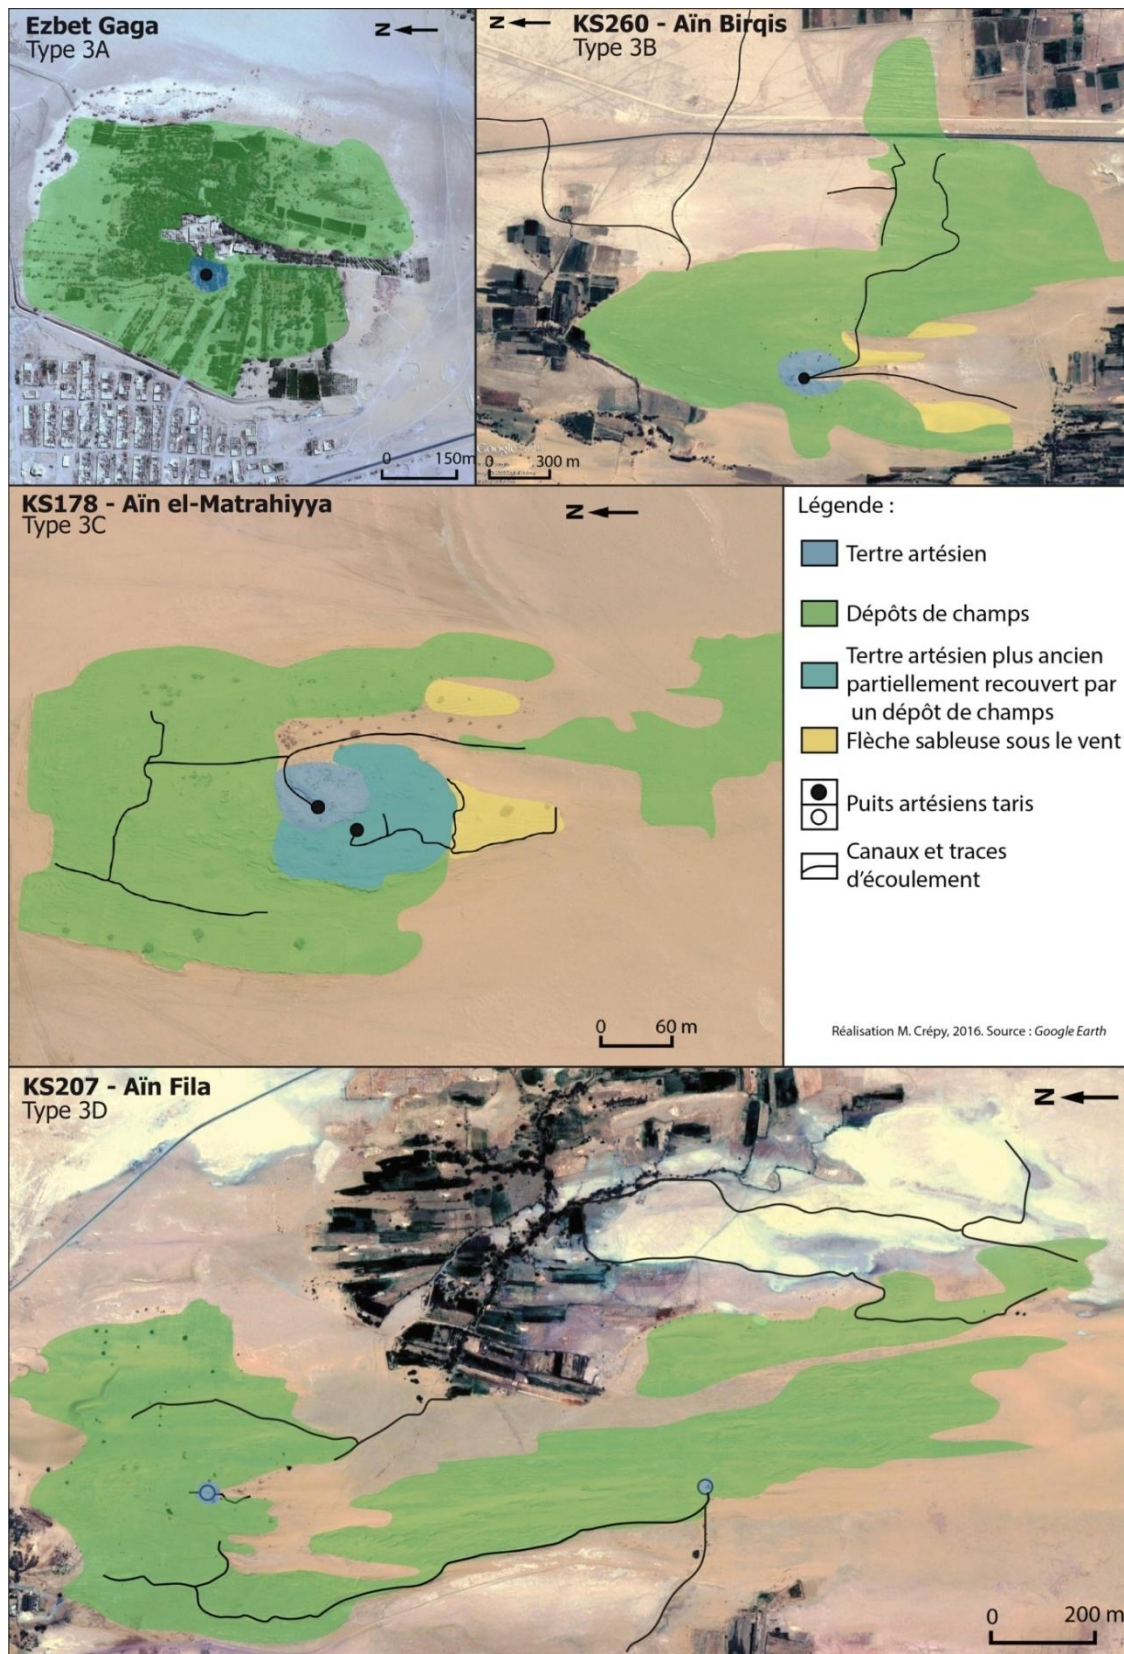 Ezbet Gaga
Type 3A
N
0 150m
KS260 - Aïn Birqis
Type 3B
N
Google
0 300 m
KS178 - Aïn el-Matrahiyya
Type 3C
N
0 60 m
Légende :
Tertre artésien
Dépôts de champs
Tertre artésien plus ancien
partiellement recouvert par
un dépôt de champs
Flèche sableuse sous le vent
Puits artésiens taris
Canaux et traces
d'écoulement
Réalisation M. Crépy, 2016. Source : Google Earth
KS207 - Aïn Fila
Type 3D
N
0 200 m